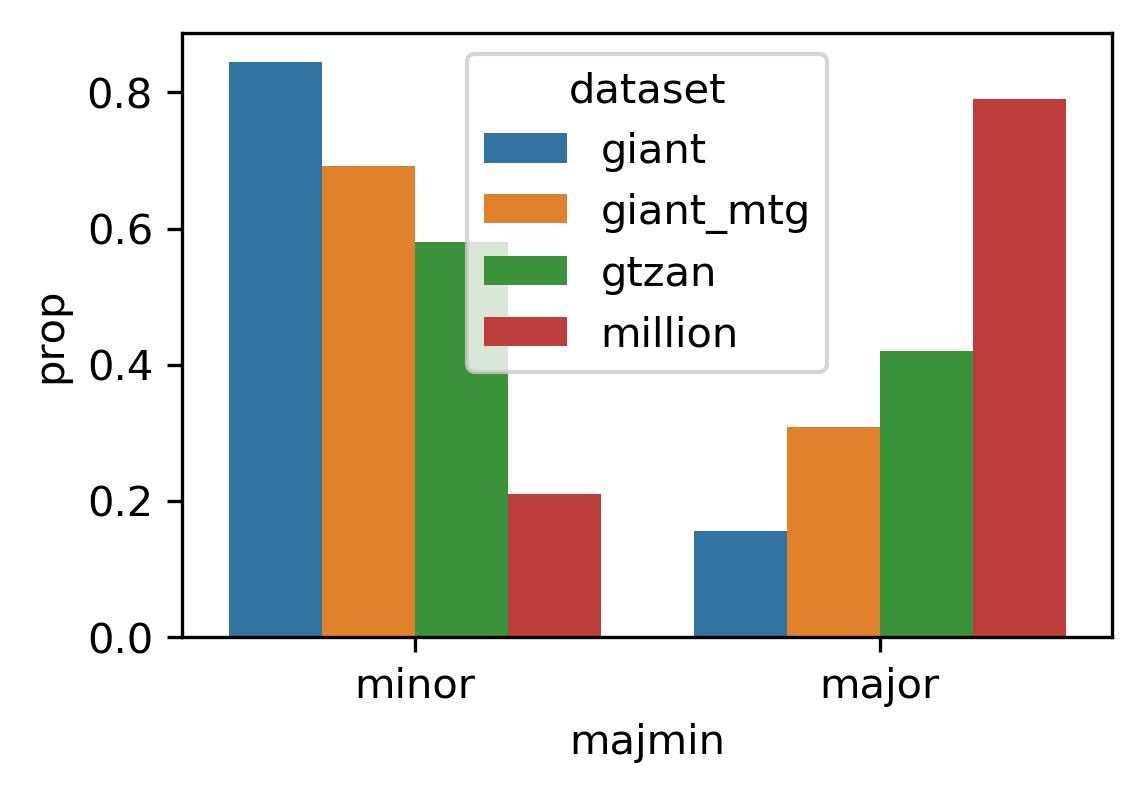 0.8
0.6
0.4
0.2
0.0
prop
dataset
giant
giant_mtg
gtzan
million
minor
major
majmin